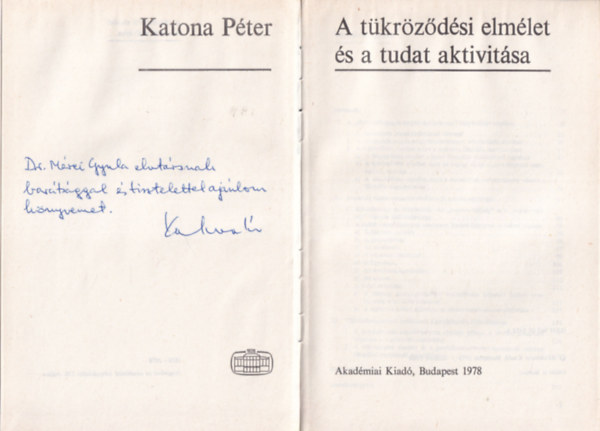 Katona Péter
Dr. Mérei Gyula elvtársnak
barátsággal és tisztelettel ajánlom
könyvemet.
A tükröződési elmélet
és a tudat aktivitása
Akadémiai Kiadó, Budapest 1978